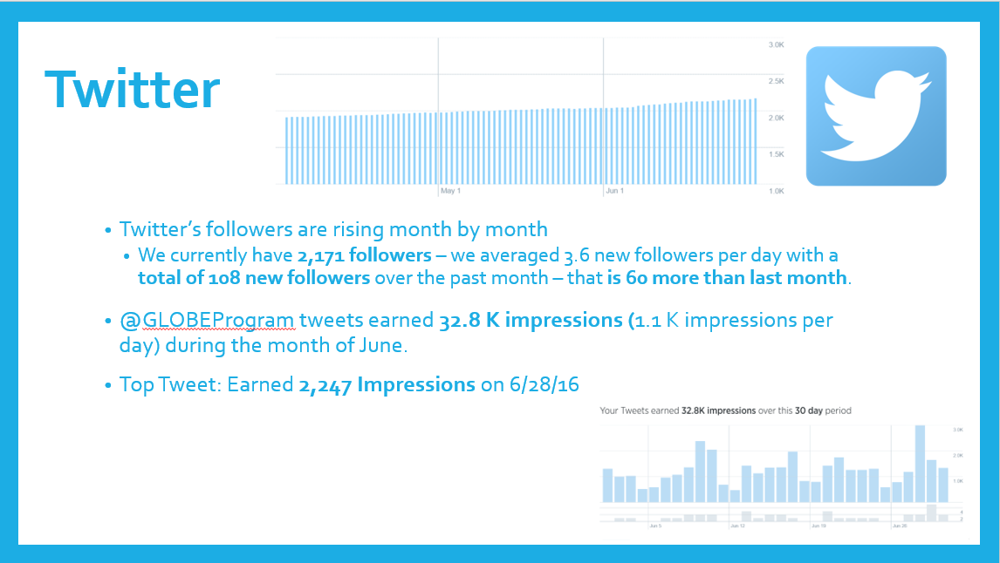 Twitter
3.0K
2.5K
2.0K
1.5K
1.0K
May 1
Jun 1
• Twitter’s followers are rising month by month
• We currently have 2,171 followers – we averaged 3.6 new followers per day with a
total of 108 new followers over the past month – that is 60 more than last month.
• @GLOBEProgram tweets earned 32.8 K impressions (1.1 K impressions per
day) during the month of June.
• Top Tweet: Earned 2,247 Impressions on 6/28/16
Your Tweets earned 32.8K impressions over this 30 day period
3.0K
2.0K
1.0K
4
2
Jun 5
Jun 12
Jun 19
Jun 26